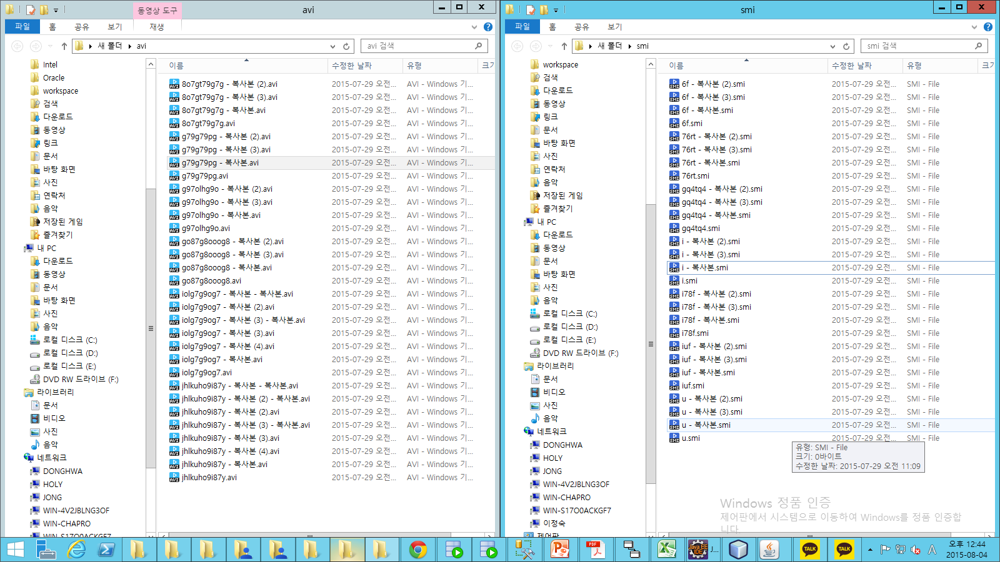 동영상 도구
avi
파일
홈
공유
보기
재생
새 폴더
avi
avi 검색
Intel
Oracle
workspace
검색
다운로드
동영상
링크
문서
바탕 화면
사진
연락처
음악
저장된 게임
즐겨찾기
내 PC
다운로드
동영상
문서
바탕 화면
사진
음악
로컬 디스크 (C:)
로컬 디스크 (D:)
로컬 디스크 (E:)
DVD RW 드라이브 (F:)
라이브러리
문서
비디오
사진
음악
네트워크
DONGHWA
HOLY
JONG
WIN-4V2JBLNG3OF
WIN-CHAPRO
WIN-S17O0ACKGF7
이름 수정한 날짜 유형 크기
8o7gt79g7g - 복사본 (2).avi 2015-07-29 오전... AVI - Windows 기...
8o7gt79g7g - 복사본 (3).avi 2015-07-29 오전... AVI - Windows 기...
8o7gt79g7g - 복사본.avi 2015-07-29 오전... AVI - Windows 기...
8o7gt79g7g.avi 2015-07-29 오전... AVI - Windows 기...
g79g79pg - 복사본 (2).avi 2015-07-29 오전... AVI - Windows 기...
g79g79pg - 복사본 (3).avi 2015-07-29 오전... AVI - Windows 기...
g79g79pg - 복사본.avi 2015-07-29 오전... AVI - Windows 기...
g79g79pg.avi 2015-07-29 오전... AVI - Windows 기...
g97olhg9o - 복사본 (2).avi 2015-07-29 오전... AVI - Windows 기...
g97olhg9o - 복사본 (3).avi 2015-07-29 오전... AVI - Windows 기...
g97olhg9o - 복사본.avi 2015-07-29 오전... AVI - Windows 기...
g97olhg9o.avi 2015-07-29 오전... AVI - Windows 기...
go87g8ooog8 - 복사본 (2).avi 2015-07-29 오전... AVI - Windows 기...
go87g8ooog8 - 복사본 (3).avi 2015-07-29 오전... AVI - Windows 기...
go87g8ooog8 - 복사본.avi 2015-07-29 오전... AVI - Windows 기...
go87g8ooog8.avi 2015-07-29 오전... AVI - Windows 기...
iolg7g9og7 - 복사본 - 복사본.avi 2015-07-29 오전... AVI - Windows 기...
iolg7g9og7 - 복사본 (2).avi 2015-07-29 오전... AVI - Windows 기...
iolg7g9og7 - 복사본 (3) - 복사본.avi 2015-07-29 오전... AVI - Windows 기...
iolg7g9og7 - 복사본 (3).avi 2015-07-29 오전... AVI - Windows 기...
iolg7g9og7 - 복사본 (4).avi 2015-07-29 오전... AVI - Windows 기...
iolg7g9og7 - 복사본.avi 2015-07-29 오전... AVI - Windows 기...
iolg7g9og7.avi 2015-07-29 오전... AVI - Windows 기...
jhlkuho9i87y - 복사본 - 복사본.avi 2015-07-29 오전... AVI - Windows 기...
jhlkuho9i87y - 복사본 (2) - 복사본.avi 2015-07-29 오전... AVI - Windows 기...
jhlkuho9i87y - 복사본 (2).avi 2015-07-29 오전... AVI - Windows 기...
jhlkuho9i87y - 복사본 (3) - 복사본.avi 2015-07-29 오전... AVI - Windows 기...
jhlkuho9i87y - 복사본 (3).avi 2015-07-29 오전... AVI - Windows 기...
jhlkuho9i87y - 복사본 (4).avi 2015-07-29 오전... AVI - Windows 기...
jhlkuho9i87y - 복사본.avi 2015-07-29 오전... AVI - Windows 기...
jhlkuho9i87y.avi 2015-07-29 오전... AVI - Windows 기...
smi
파일
홈
공유
보기
새 폴더
smi
smi 검색
workspace
검색
다운로드
동영상
링크
문서
바탕 화면
사진
연락처
음악
저장된 게임
즐겨찾기
내 PC
다운로드
동영상
문서
바탕 화면
사진
음악
로컬 디스크 (C:)
로컬 디스크 (D:)
로컬 디스크 (E:)
DVD RW 드라이브 (F:)
라이브러리
문서
비디오
사진
음악
네트워크
DONGHWA
HOLY
JONG
WIN-4V2JBLNG3OF
WIN-CHAPRO
WIN-S17O0ACKGF7
이정숙
제어판
이름 수정한 날짜 유형 크기
6f - 복사본 (2).smi 2015-07-29 오전... SMI - File
6f - 복사본 (3).smi 2015-07-29 오전... SMI - File
6f - 복사본.smi 2015-07-29 오전... SMI - File
6f.smi 2015-07-29 오전... SMI - File
76rt - 복사본 (2).smi 2015-07-29 오전... SMI - File
76rt - 복사본 (3).smi 2015-07-29 오전... SMI - File
76rt - 복사본.smi 2015-07-29 오전... SMI - File
76rt.smi 2015-07-29 오전... SMI - File
gq4tq4 - 복사본 (2).smi 2015-07-29 오전... SMI - File
gq4tq4 - 복사본 (3).smi 2015-07-29 오전... SMI - File
gq4tq4 - 복사본.smi 2015-07-29 오전... SMI - File
gq4tq4.smi 2015-07-29 오전... SMI - File
i - 복사본 (2).smi 2015-07-29 오전... SMI - File
i - 복사본 (3).smi 2015-07-29 오전... SMI - File
i - 복사본.smi 2015-07-29 오전... SMI - File
i.smi 2015-07-29 오전... SMI - File
i78f - 복사본 (2).smi 2015-07-29 오전... SMI - File
i78f - 복사본 (3).smi 2015-07-29 오전... SMI - File
i78f - 복사본.smi 2015-07-29 오전... SMI - File
i78f.smi 2015-07-29 오전... SMI - File
iuf - 복사본 (2).smi 2015-07-29 오전... SMI - File
iuf - 복사본 (3).smi 2015-07-29 오전... SMI - File
iuf - 복사본.smi 2015-07-29 오전... SMI - File
iuf.smi 2015-07-29 오전... SMI - File
u - 복사본 (2).smi 2015-07-29 오전... SMI - File
u - 복사본 (3).smi 2015-07-29 오전... SMI - File
u - 복사본.smi 2015-07-29 오전... SMI - File
u.smi 2015-07-29 오전... SMI - File
유형: SMI - File
크기: 0바이트
수정한 날짜: 2015-07-29 오전 11:09
Windows 정품 인증
제어판에서 시스템으로 이동하여 Windows를 정품 인증합
니다.
PDF
Java EE
IDE
J...
TALK
TALK
A
오후 12:44
2015-08-04